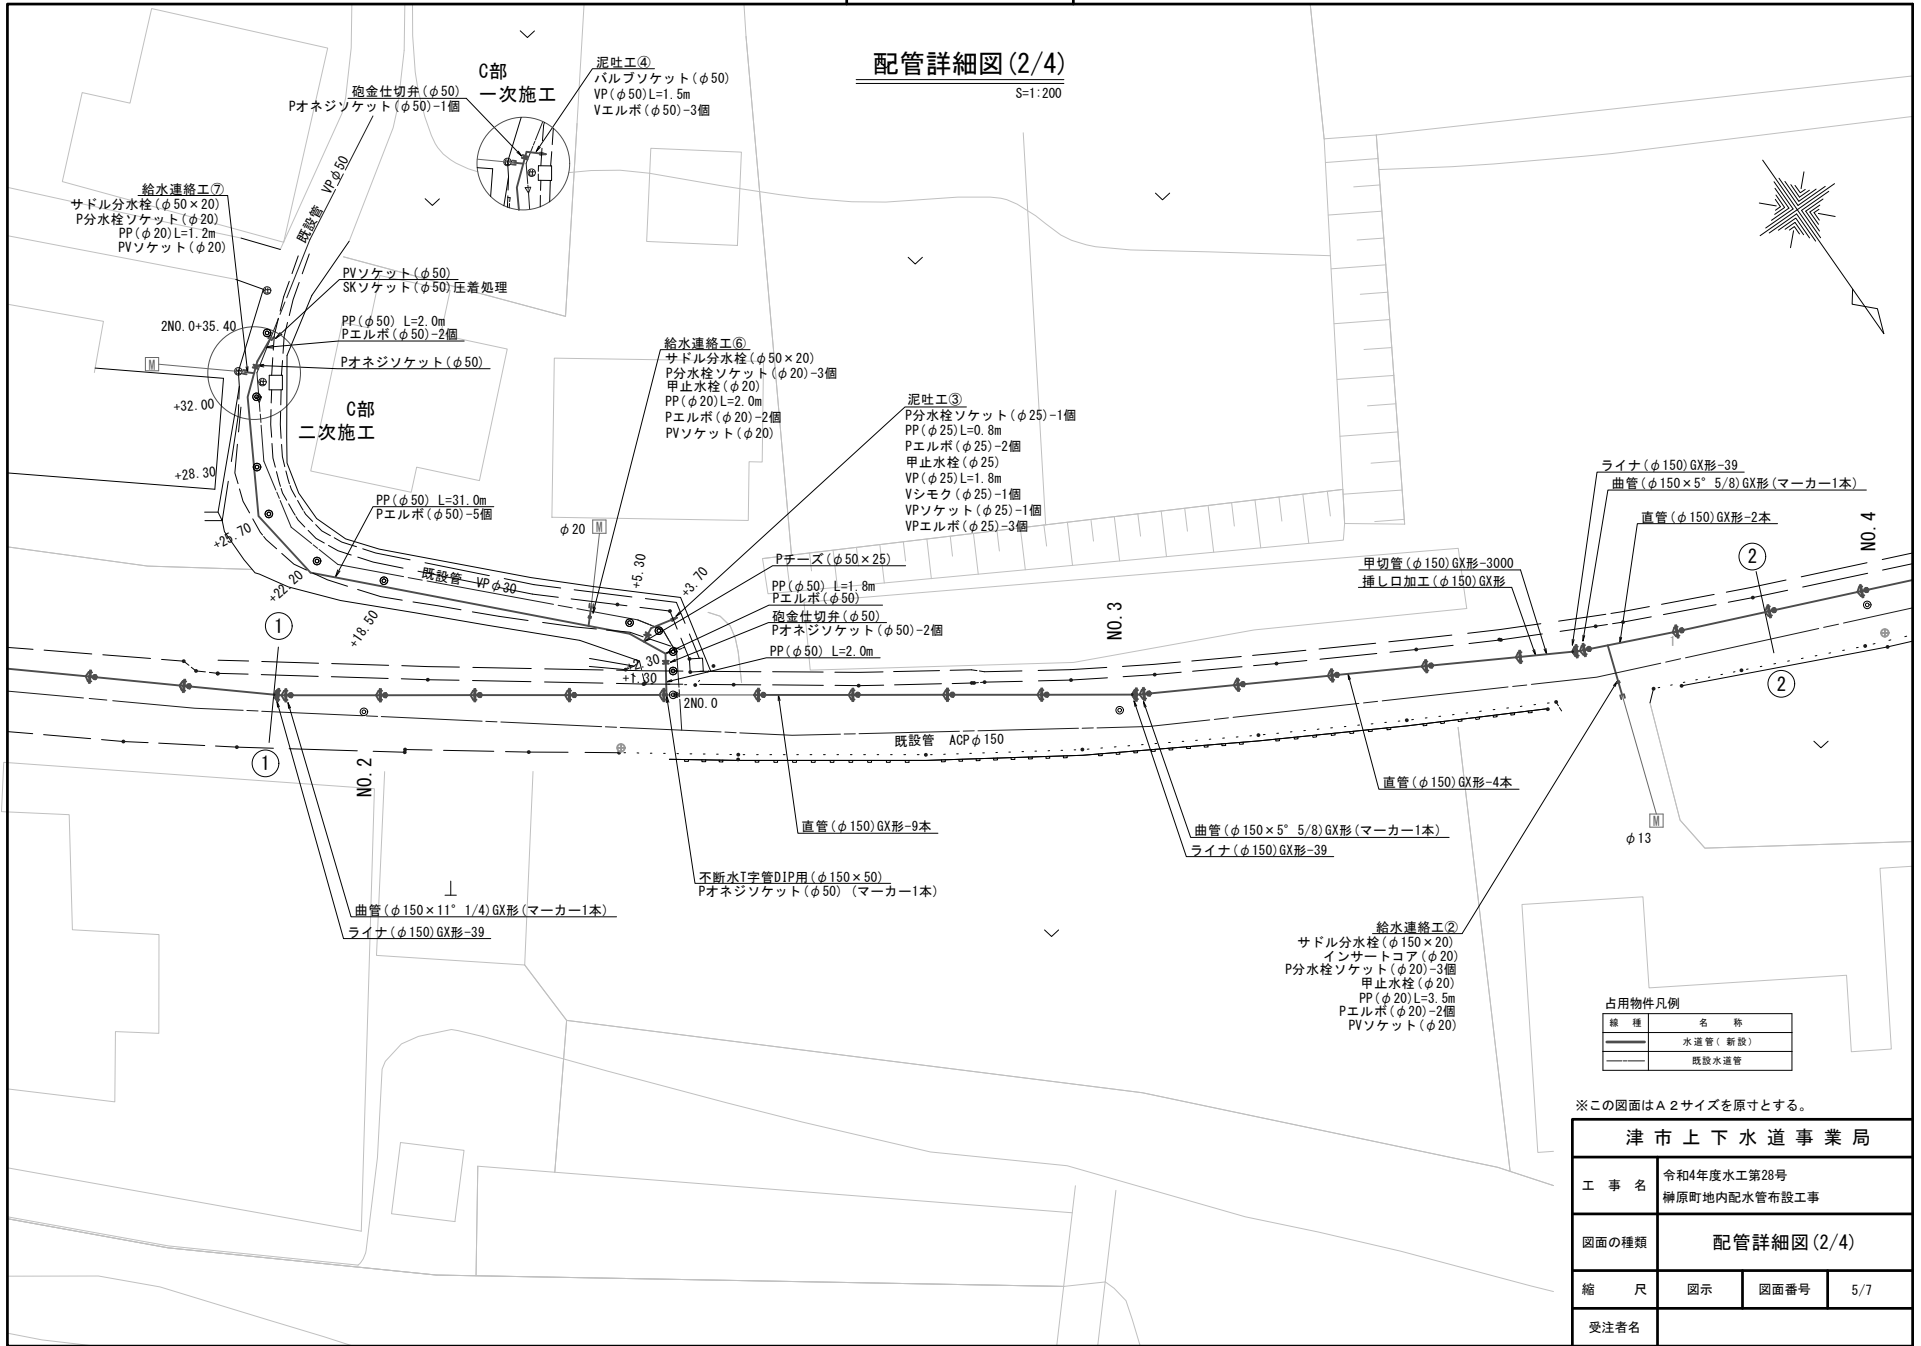 配管詳細図(2/4)
S=1:200
C部
一次施工
泥吐工④
バルブソケット(φ50)
VP(φ50)L=1.5m
Vエルボ(φ50)-3個
砲金仕切弁(φ50)
Pオネジソケット(φ50)-1個
既設管 VPφ50
給水連絡工⑦
サドル分水栓(φ50×20)
P分水栓ソケット(φ20)
PP(φ20)L=1.2m
PVソケット(φ20)
PVソケット(φ50)
SKソケット(φ50)圧着処理
2NO.0+35.40
PP(φ50) L=2.0m
Pエルボ(φ50)-2個
Pオネジソケット(φ50)
M
+32.00
C部
二次施工
+28.30
PP(φ50) L=31.0m
Pエルボ(φ50)-5個
+25.70
+22.20
+18.50
既設管 VPφ30
給水連絡工⑥
サドル分水栓(φ50×20)
P分水栓ソケット(φ20)-3個
甲止水栓(φ20)
PP(φ20)L=2.0m
Pエルボ(φ20)-2個
PVソケット(φ20)
φ20 M
泥吐工③
P分水栓ソケット(φ25)-1個
PP(φ25)L=0.8m
Pエルボ(φ25)-2個
甲止水栓(φ25)
VP(φ25)L=1.8m
Vシモク(φ25)-1個
VPソケット(φ25)-1個
VPエルボ(φ25)-3個
+5.30
+3.70
Pチーズ(φ50×25)
PP(φ50) L=1.8m
Pエルボ(φ50)
砲金仕切弁(φ50)
Pオネジソケット(φ50)-2個
PP(φ50) L=2.0m
+2.30
+1.30
2NO.0
NO.3
ライナ(φ150)GX形-39
曲管(φ150×5° 5/8)GX形(マーカー1本)
直管(φ150)GX形-2本
甲切管(φ150)GX形-3000
挿し口加工(φ150)GX形
②
NO.4
②
①
①
NO.2
既設管 ACPφ150
直管(φ150)GX形-4本
直管(φ150)GX形-9本
曲管(φ150×5° 5/8)GX形(マーカー1本)
ライナ(φ150)GX形-39
M
φ13
不断水T字管DIP用(φ150×50)
Pオネジソケット(φ50) (マーカー1本)
曲管(φ150×11° 1/4)GX形(マーカー1本)
ライナ(φ150)GX形-39
給水連絡工②
サドル分水栓(φ150×20)
インサートコア(φ20)
P分水栓ソケット(φ20)-3個
甲止水栓(φ20)
PP(φ20)L=3.5m
Pエルボ(φ20)-2個
PVソケット(φ20)
占用物件凡例
線 種 名 称
水道管( 新設)
既設水道管
※この図面はA2サイズを原寸とする。
津市上下水道事業局
工 事 名 令和4年度水工第28号
榊原町地内配水管布設工事
図面の種類 配管詳細図(2/4)
縮 尺 図示 図面番号 5/7
受注者名